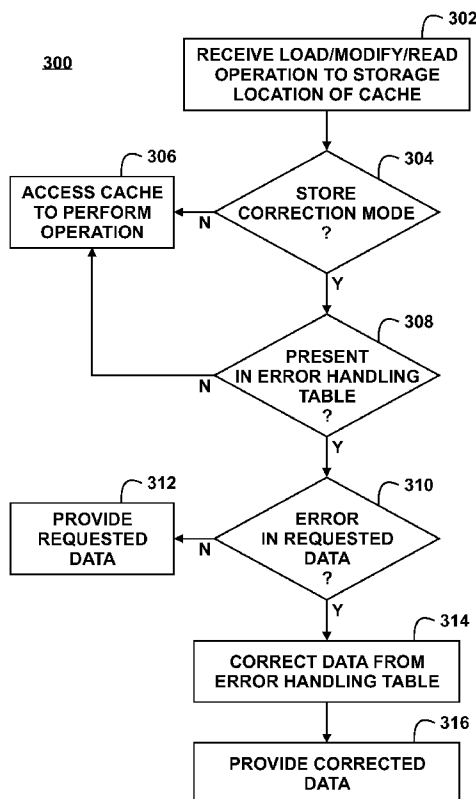 300
302
RECEIVE LOAD/MODIFY/READ
OPERATION TO STORAGE
LOCATION OF CACHE
304
STORE
CORRECTION MODE
?
N
Y
306
ACCESS CACHE
TO PERFORM
OPERATION
308
PRESENT
IN ERROR HANDLING
TABLE
?
N
Y
310
ERROR
IN REQUESTED
DATA
?
N
Y
312
PROVIDE
REQUESTED
DATA
314
CORRECT DATA FROM
ERROR HANDLING TABLE
316
PROVIDE CORRECTED
DATA